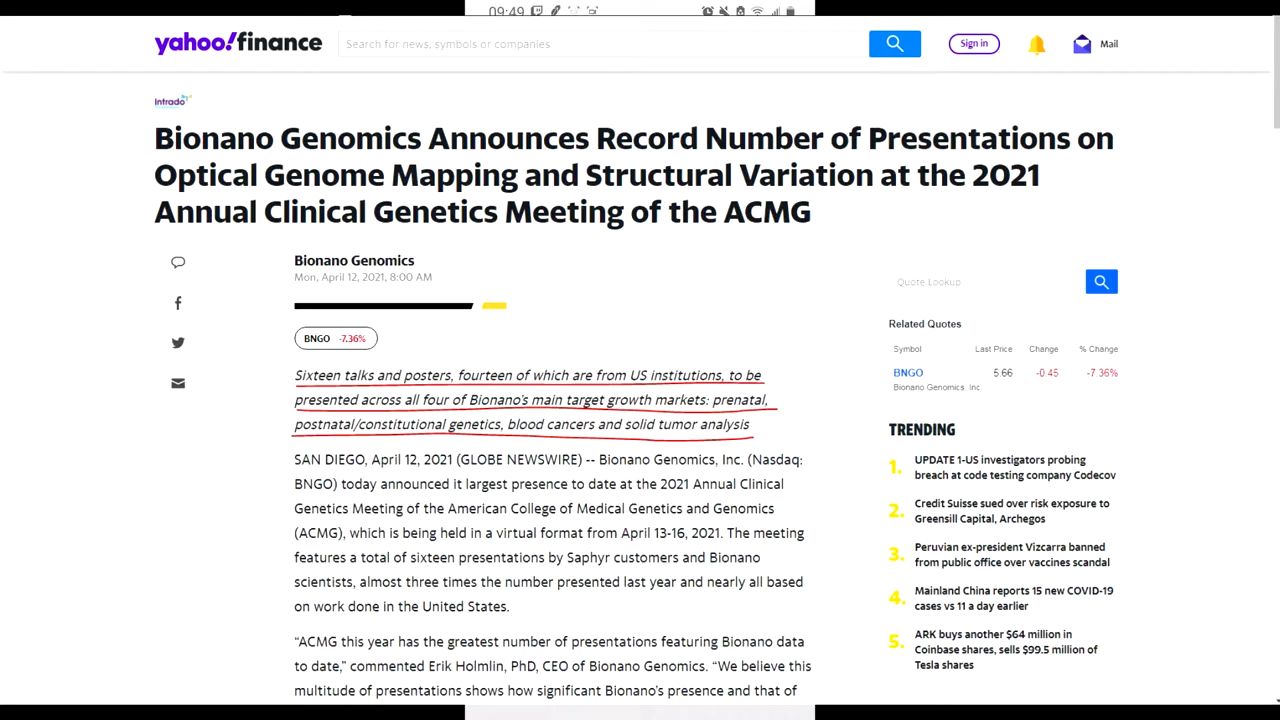 09:49
yahoo!finance
Search for news, symbols or companies
Sign in
Mail
Intrado
Bionano Genomics Announces Record Number of Presentations on
Optical Genome Mapping and Structural Variation at the 2021
Annual Clinical Genetics Meeting of the ACMG
Bionano Genomics
Mon, April 12, 2021, 8:00 AM
BNGO -7.36%
Sixteen talks and posters, fourteen of which are from US institutions, to be
presented across all four of Bionano's main target growth markets: prenatal,
postnatal/constitutional genetics, blood cancers and solid tumor analysis
SAN DIEGO, April 12, 2021 (GLOBE NEWSWIRE) -- Bionano Genomics, Inc. (Nasdaq:
BNGO) today announced it largest presence to date at the 2021 Annual Clinical
Genetics Meeting of the American College of Medical Genetics and Genomics
(ACMG), which is being held in a virtual format from April 13-16, 2021. The meeting
features a total of sixteen presentations by Saphyr customers and Bionano
scientists, almost three times the number presented last year and nearly all based
on work done in the United States.
“ACMG this year has the greatest number of presentations featuring Bionano data
to date,” commented Erik Holmlin, PhD, CEO of Bionano Genomics. “We believe this
multitude of presentations shows how significant Bionano’s presence and that of
Quote Lookup
Related Quotes
Symbol Last Price Change % Change
BNGO 5.66 -0.45 -7.36%
Bionano Genomics, Inc
TRENDING
1. UPDATE 1-US investigators probing
breach at code testing company Codecov
2. Credit Suisse sued over risk exposure to
Greensill Capital, Archegos
3. Peruvian ex-president Vizcarra banned
from public office over vaccines scandal
4. Mainland China reports 15 new COVID-19
cases vs 11 a day earlier
5. ARK buys another $64 million in
Coinbase shares, sells $99.5 million of
Tesla shares